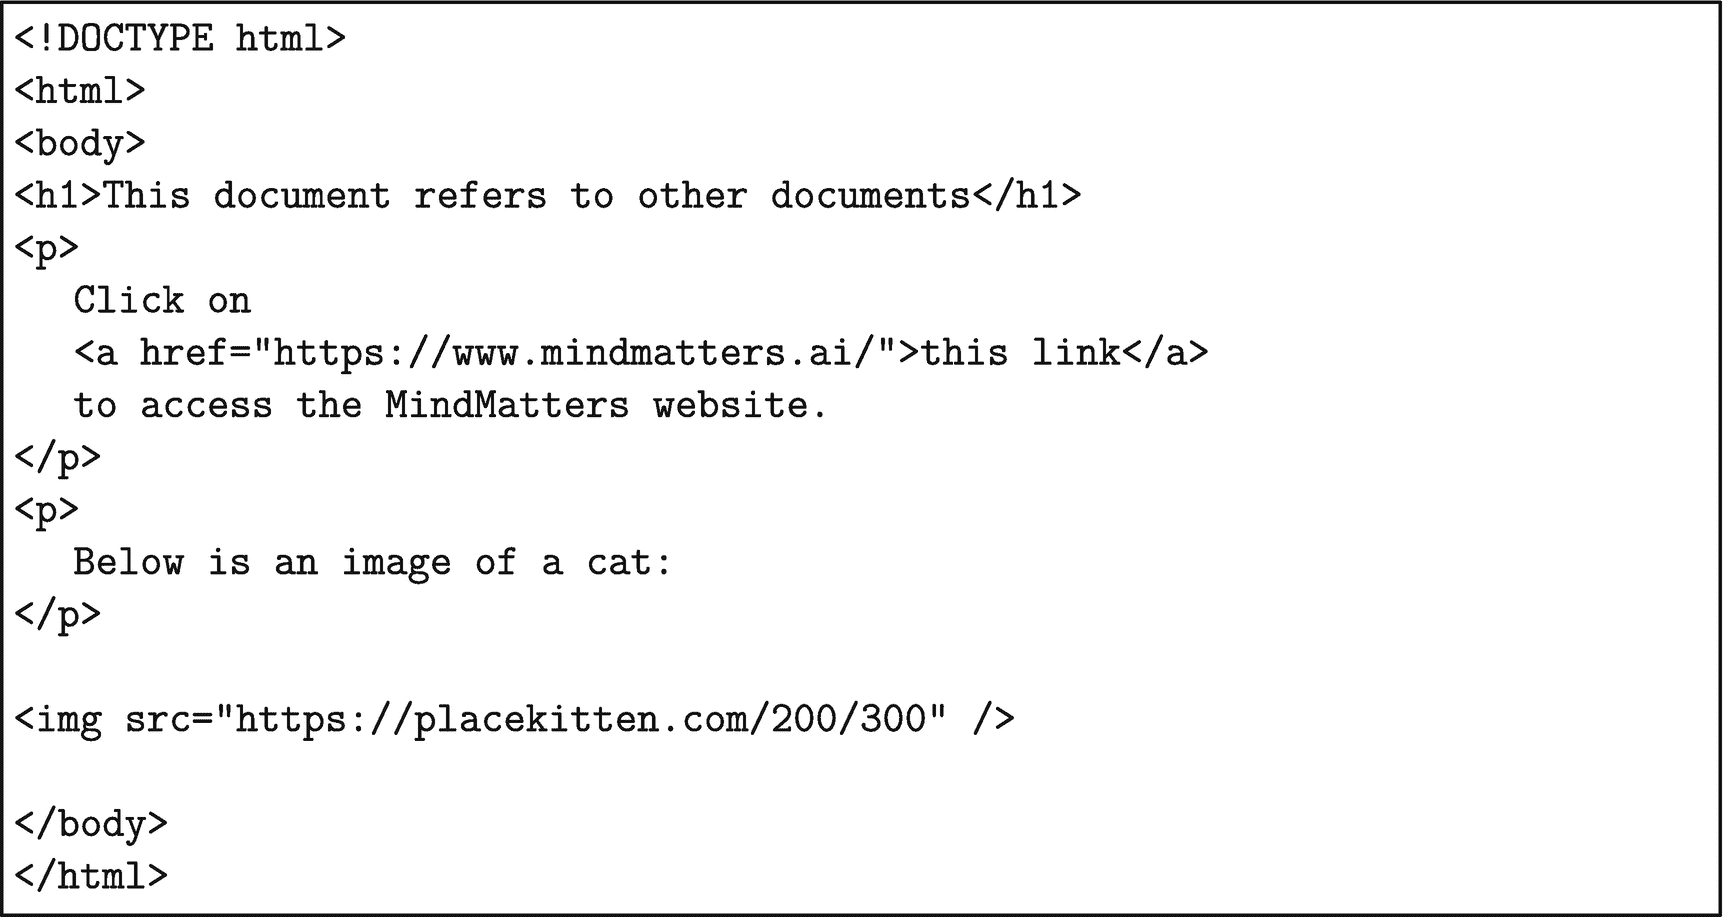 <!DOCTYPE html>
<html>
<body>
<h1>This document refers to other documents</h1>
<p>
   Click on
   <a href="https://www.mindmatters.ai/">this link</a>
   to access the MindMatters website.
</p>
<p>
   Below is an image of a cat:
</p>

<img src="https://placekitten.com/200/300" />

</body>
</html>